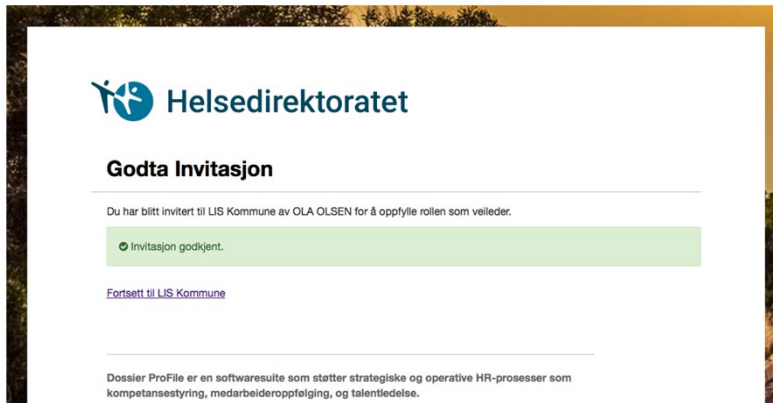 Helsedirektoratet
Godta Invitasjon
Du har blitt invitert til LIS Kommune av OLA OLSEN for å oppfylle rollen som veileder.
Invitasjon godkjent.
Fortsett til LIS Kommune
Dossier ProFile er en softwaresuite som støtter strategiske og operative HR-prosesser som
kompetansestyring, medarbeideroppfølging, og talentledelse.